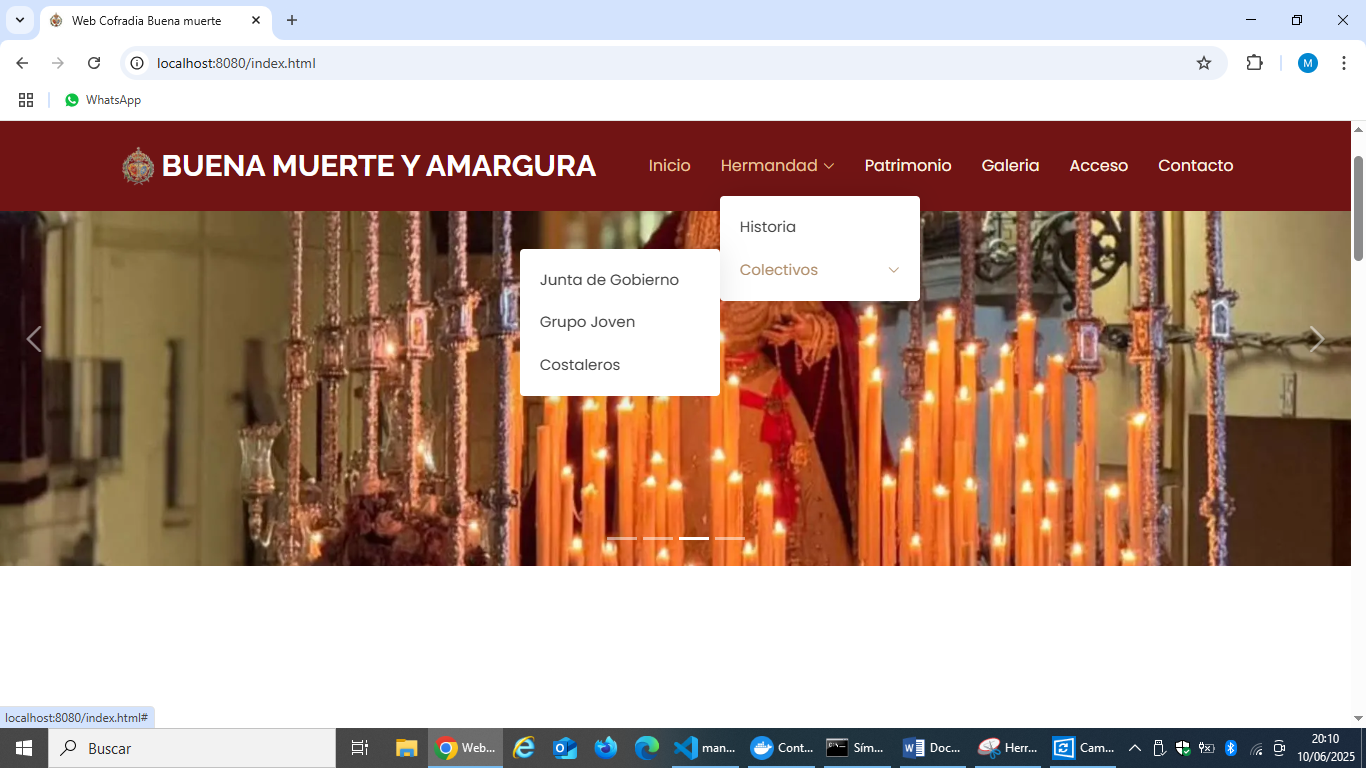 Web Cofradia Buena muerte
localhost:8080/index.html
M
WhatsApp
BUENA MUERTE Y AMARGURA
Inicio
Hermandad
Patrimonio
Galeria
Acceso
Contacto
Historia
Colectivos
Junta de Gobierno
Grupo Joven
Costaleros
localhost:8080/index.html#
Buscar
Web...
man...
Cont...
Sím...
Doc...
Herr...
Cam...
20:10
10/06/2025